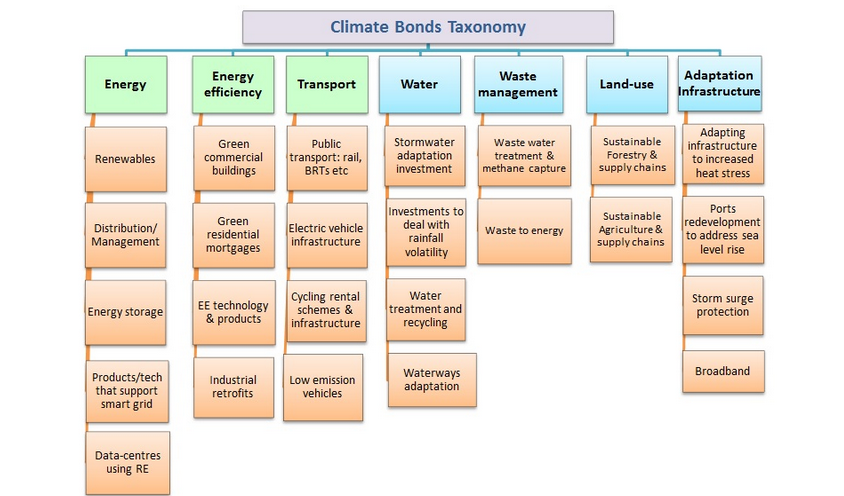 Climate Bonds Taxonomy
Energy
Renewables
Distribution/
Management
Energy storage
Products/tech
that support
smart grid
Data-centres
using RE
Energy
efficiency
Green
commercial
buildings
Green
residential
mortgages
EE technology
& products
Industrial
retrofits
Transport
Public
transport: rail,
BRTs etc
Electric vehicle
infrastructure
Cycling rental
schemes &
infrastructure
Low emission
vehicles
Water
Stormwater
adaptation
investment
Investments to
deal with
rainfall
volatility
Water
treatment and
recycling
Waterways
adaptation
Waste
management
Waste water
treatment &
methane capture
Waste to energy
Land-use
Sustainable
Forestry &
supply chains
Sustainable
Agriculture &
supply chains
Adaptation
Infrastructure
Adapting
infrastructure
to increased
heat stress
Ports
redevelopment
to address sea
level rise
Storm surge
protection
Broadband